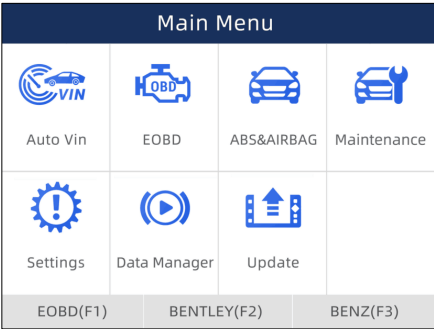 Main Menu
VIN
OBD
Auto Vin
EOBD
ABS&AIRBAG
Maintenance
Settings
Data Manager
Update
EOBD(F1)
BENTLEY(F2)
BENZ(F3)